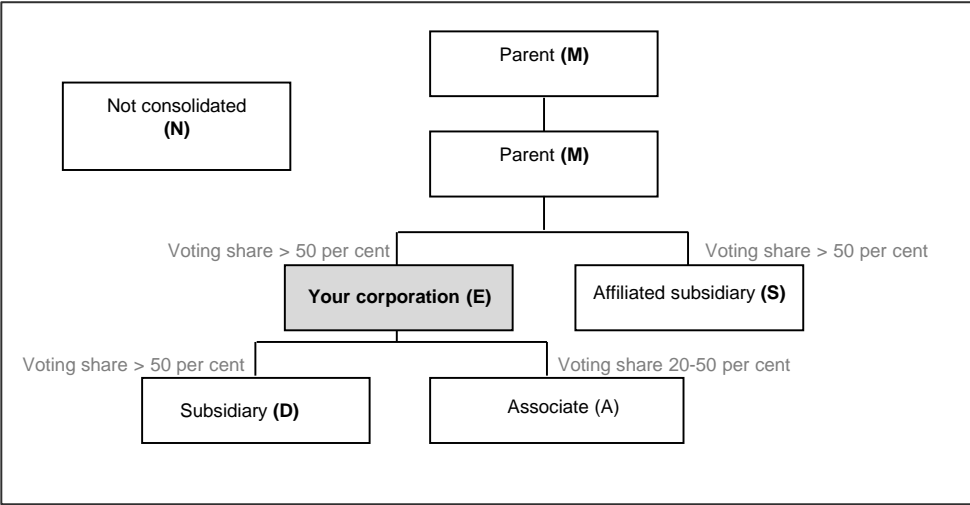 Parent (M)
Not consolidated
(N)
Parent (M)
Voting share > 50 per cent
Voting share > 50 per cent
Your corporation (E)
Affiliated subsidiary (S)
Voting share > 50 per cent
Voting share 20-50 per cent
Subsidiary (D)
Associate (A)